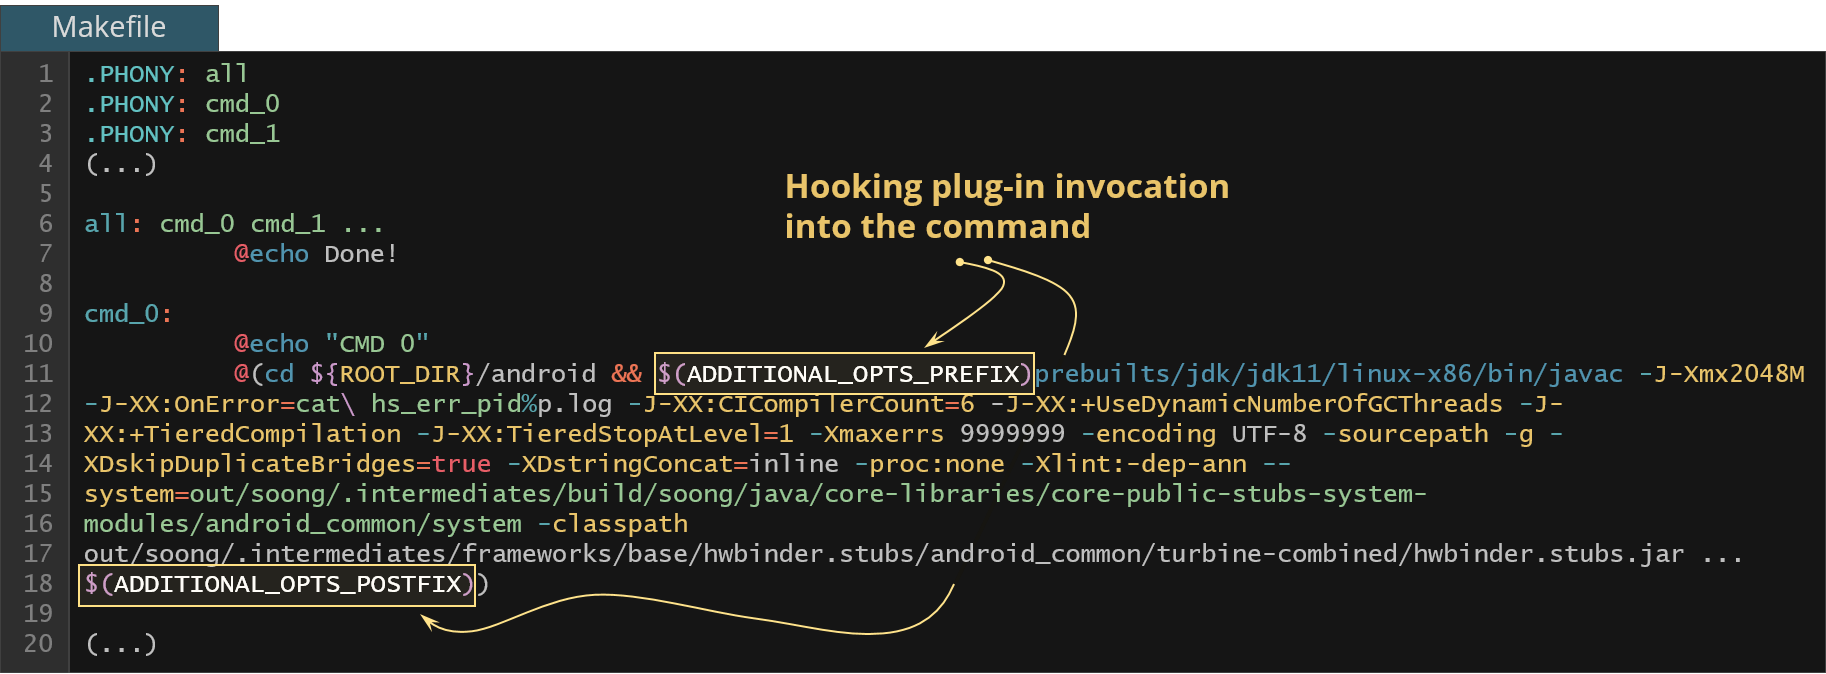 Makefile
1 .PHONY: all
2 .PHONY: cmd_0
3 .PHONY: cmd_1
4 (...)
5
Hooking plug-in invocation
into the command
6 all: cmd_0 cmd_1 ...
7 @echo Done!
8
9 cmd_0:
10 @echo "CMD 0"
11 @(cd ${ROOT_DIR}/android && $(ADDITIONAL_OPTS_PREFIX)prebuilts/jdk/jdk11/linux-x86/bin/javac -J-Xmx2048M
12 -J-XX:OnError=cat\ hs_err_pid%p.log -J-XX:CICompilerCount=6 -J-XX:+UseDynamicNumberOfGCThreads -J-
13 XX:+TieredCompilation -J-XX:TieredStopAtLevel=1 -Xmaxerrs 9999999 -encoding UTF-8 -sourcepath -g -
14 XDskipDuplicateBridges=true -XDstringConcat=inline -proc:none -Xlint:-dep-ann --
15 system=out/soong/.intermediates/build/soong/java/core-libraries/core-public-stubs-system-
16 modules/android_common/system -classpath
17 out/soong/.intermediates/frameworks/base/hwbinder.stubs/android_common/turbine-combined/hwbinder.stubs.jar ...
18 $(ADDITIONAL_OPTS_POSTFIX))
19
20 (...)